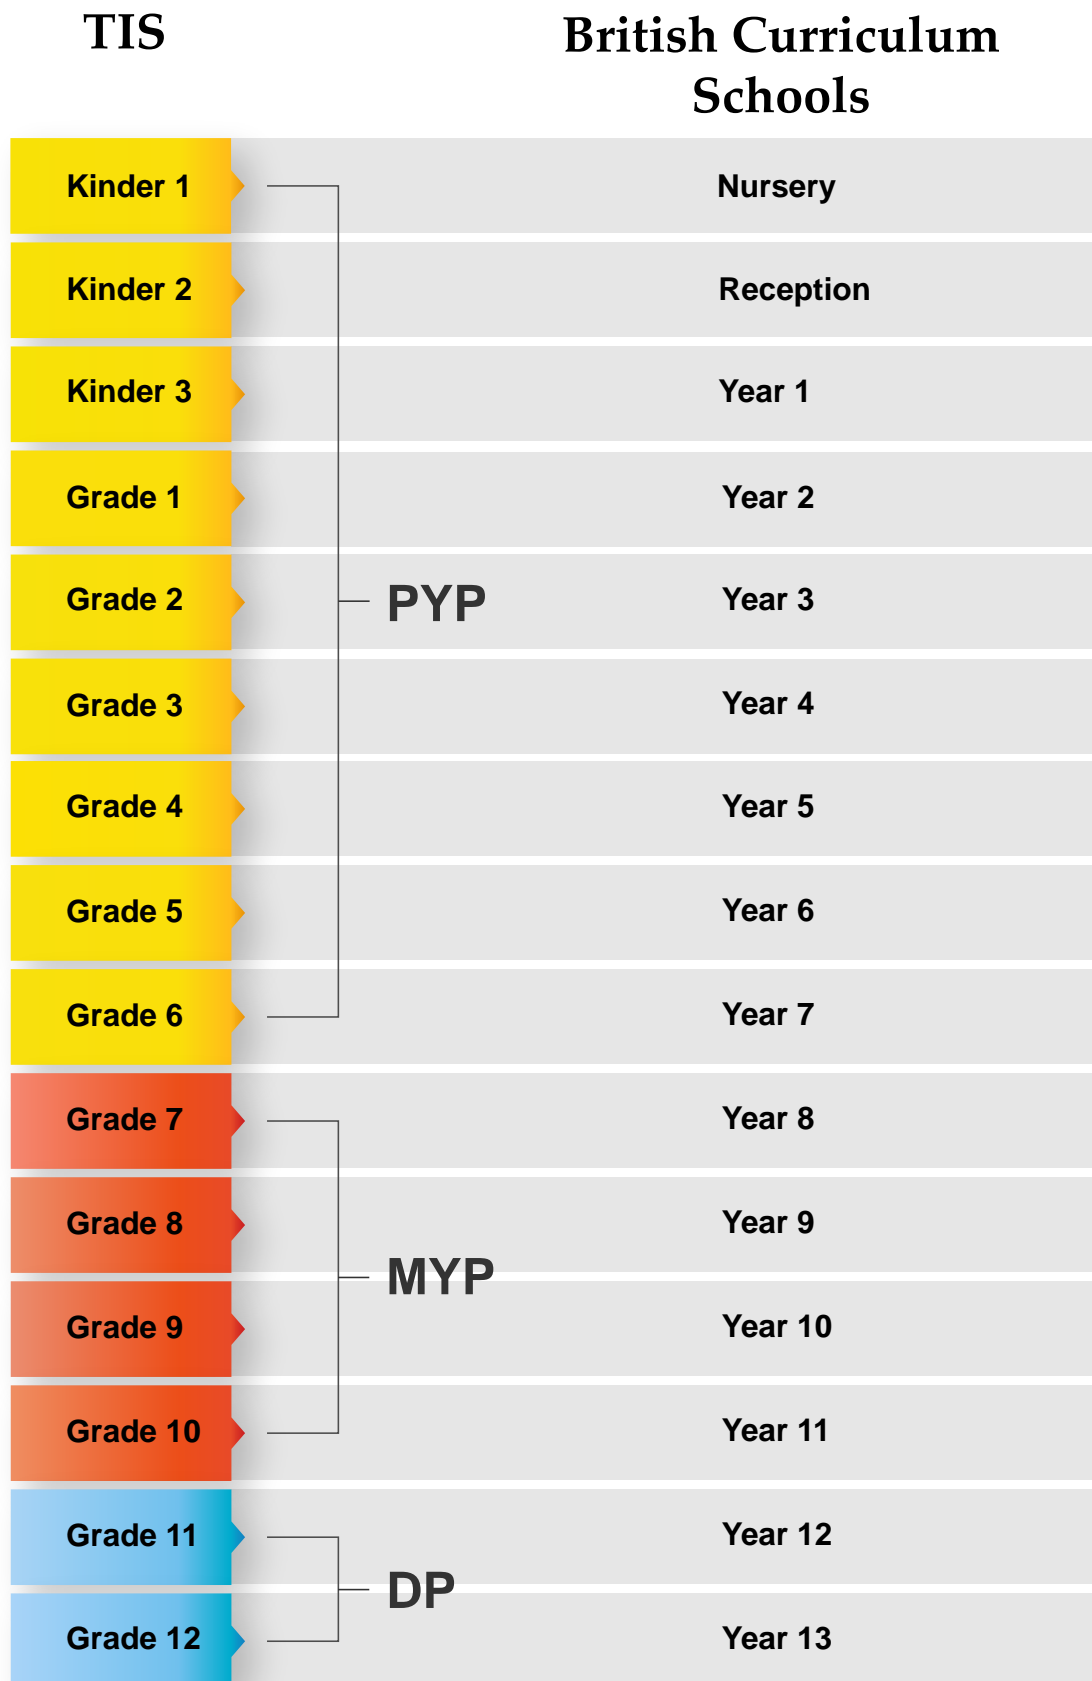 TIS
British Curriculum
Schools
Kinder 1
Nursery
Kinder 2
Reception
Kinder 3
Year 1
Grade 1
Year 2
Grade 2
PYP
Year 3
Grade 3
Year 4
Grade 4
Year 5
Grade 5
Year 6
Grade 6
Year 7
Grade 7
Year 8
Grade 8
Year 9
MYP
Grade 9
Year 10
Grade 10
Year 11
Grade 11
Year 12
DP
Grade 12
Year 13